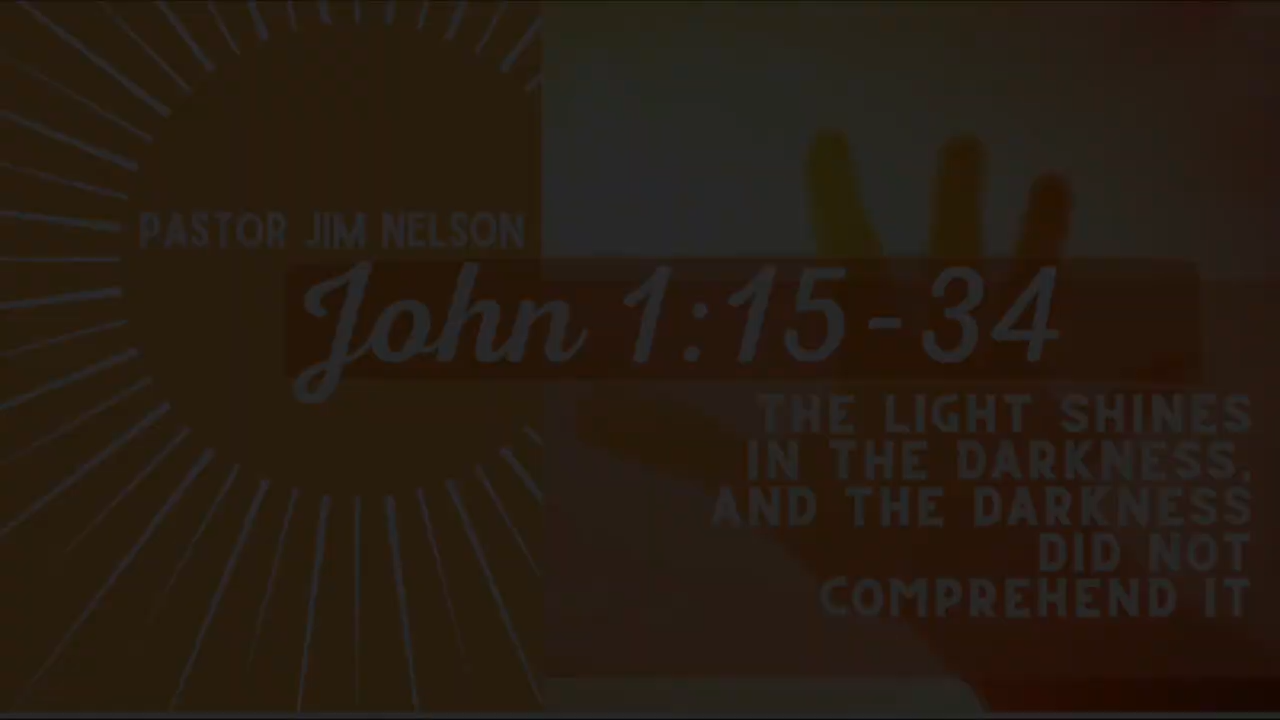 PASTOR JIM NELSON
John 1:15-34
THE LIGHT SHINES
IN THE DARKNESS,
AND THE DARKNESS
DID NOT
COMPREHEND IT